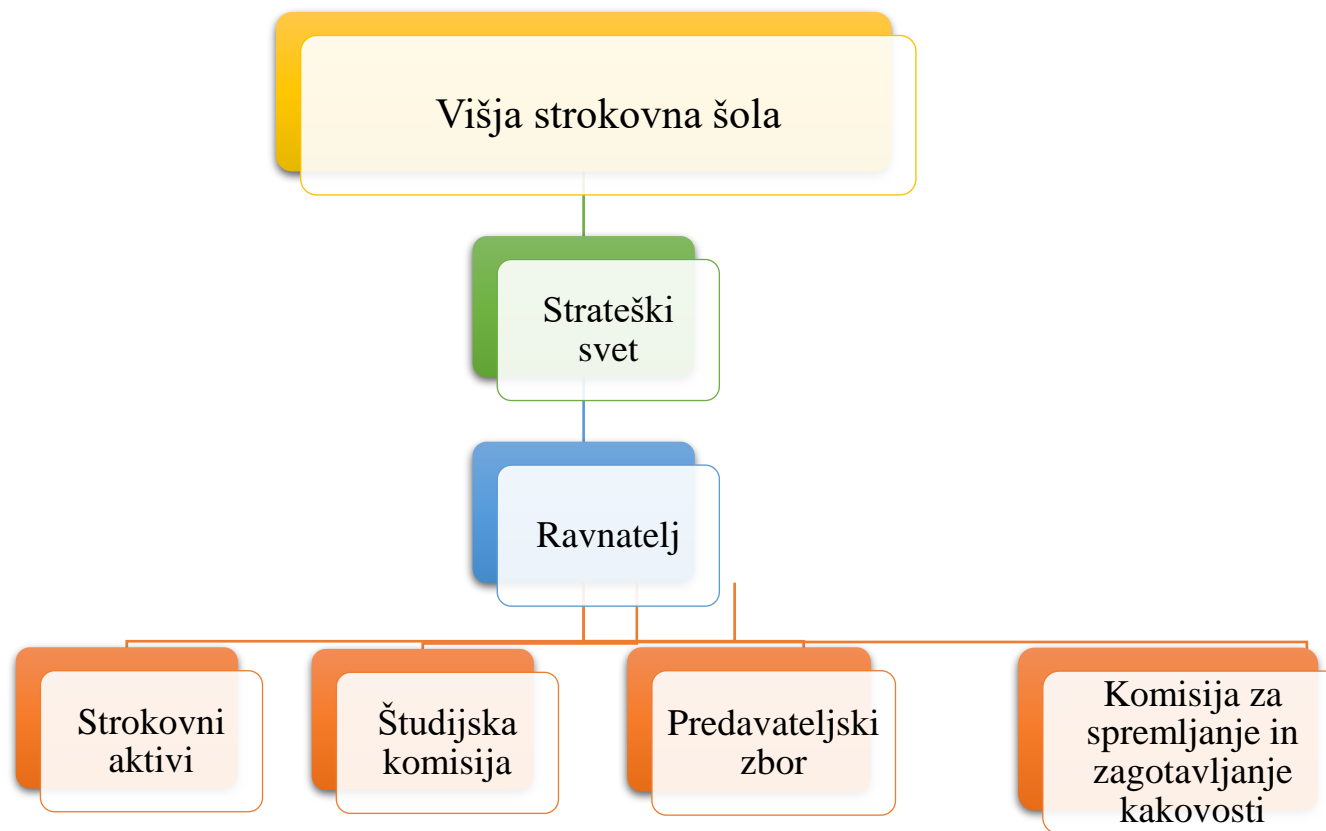 Višja strokovna šola
Strateški
svet
Ravnatelj
Strokovni
aktivi
Študijska
komisija
Predavateljski
zbor
Komisija za
spremljanje in
zagotavljanje
kakovosti